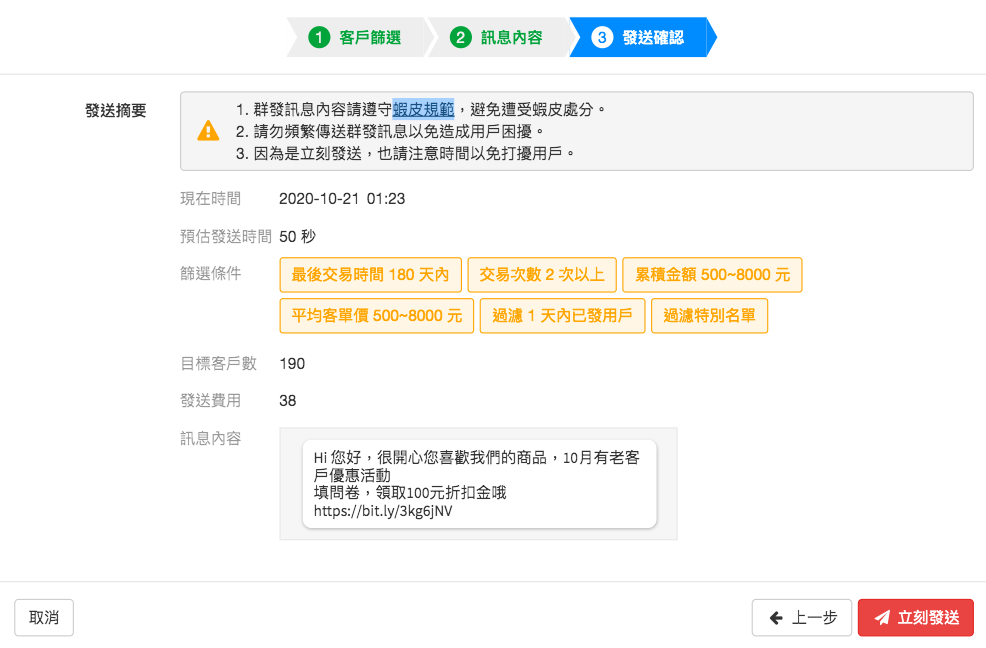 1 客戶篩選 2 訊息內容 3 發送確認
發送摘要
1. 群發訊息內容請遵守蝦皮規範，避免遭受蝦皮處分。
2. 請勿頻繁傳送群發訊息以免造成用戶困擾。
3. 因為是立刻發送，也請注意時間以免打擾用戶。
現在時間 2020-10-21 01:23
預估發送時間 50 秒
篩選條件 最後交易時間 180 天內 交易次數 2 次以上 累積金額 500~8000 元
平均客單價 500~8000 元 過濾 1 天內已發用戶 過濾特別名單
目標客戶數 190
發送費用 38
訊息內容
Hi 您好，很開心您喜歡我們的商品，10月有老客
戶優惠活動
填問卷，領取100元折扣金哦
https://bit.ly/3kg6jNV
取消 上一步 立刻發送